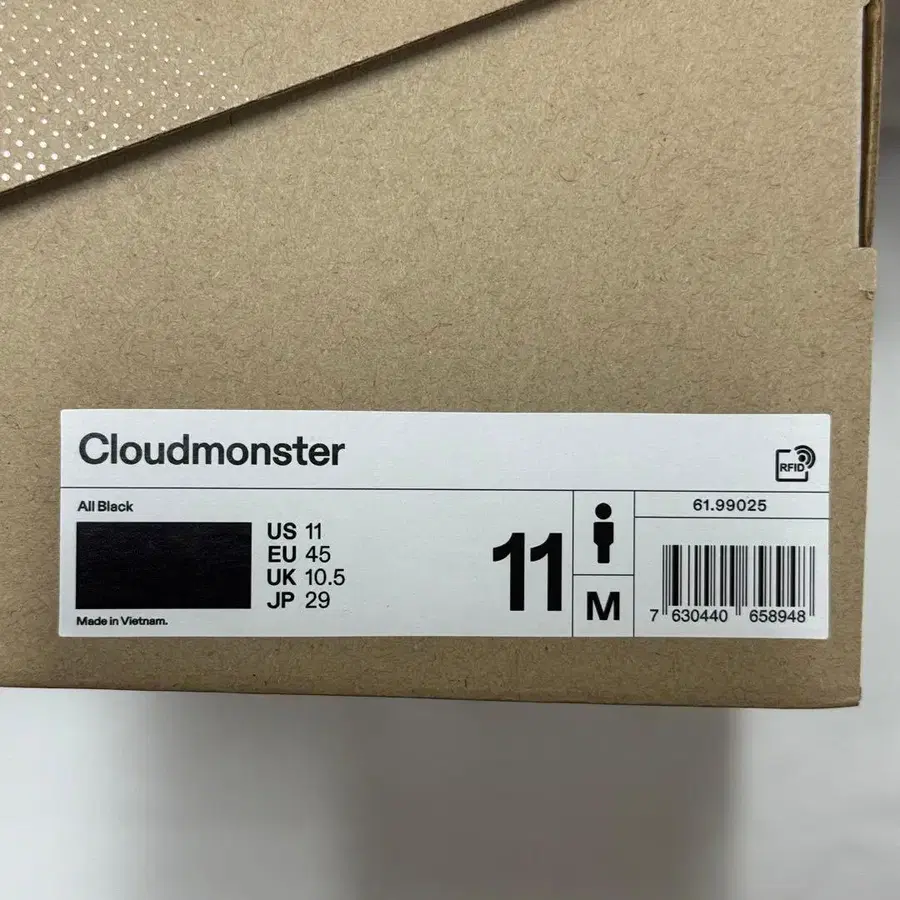 Cloudmonster
RFID
All Black
US 11
EU 45
UK 10.5
JP 29
Made in Vietnam.
11
M
61.99025
7 630440 658948